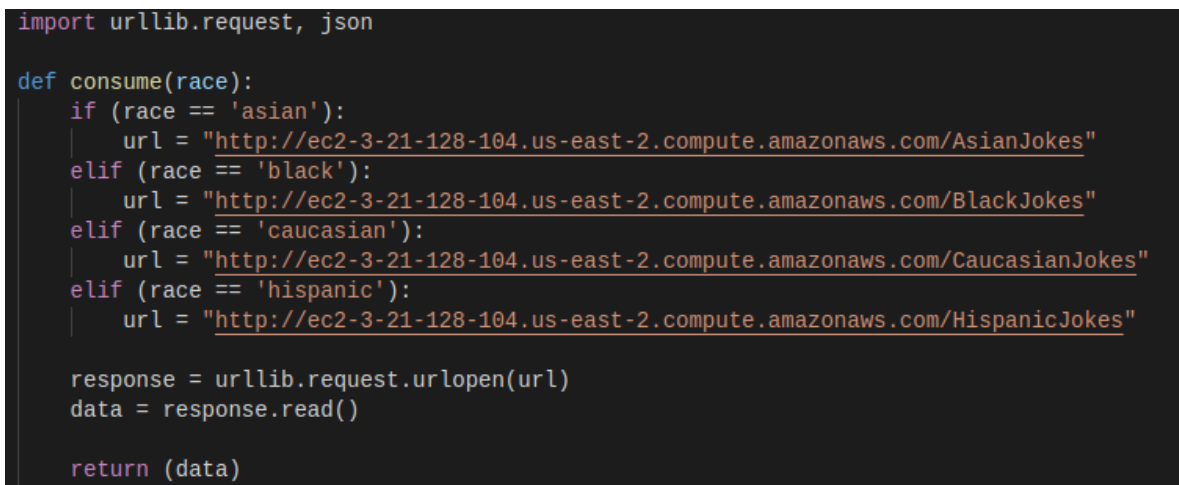 import urllib.request, json
def consume(race):
if (race == 'asian'):
url = "http://ec2-3-21-128-104.us-east-2.compute.amazonaws.com/AsianJokes"
elif (race == 'black'):
url = "http://ec2-3-21-128-104.us-east-2.compute.amazonaws.com/BlackJokes"
elif (race == 'caucasian'):
url = "http://ec2-3-21-128-104.us-east-2.compute.amazonaws.com/CaucasianJokes"
elif (race == 'hispanic'):
url = "http://ec2-3-21-128-104.us-east-2.compute.amazonaws.com/HispanicJokes"
response = urllib.request.urlopen(url)
data = response.read()
return (data)